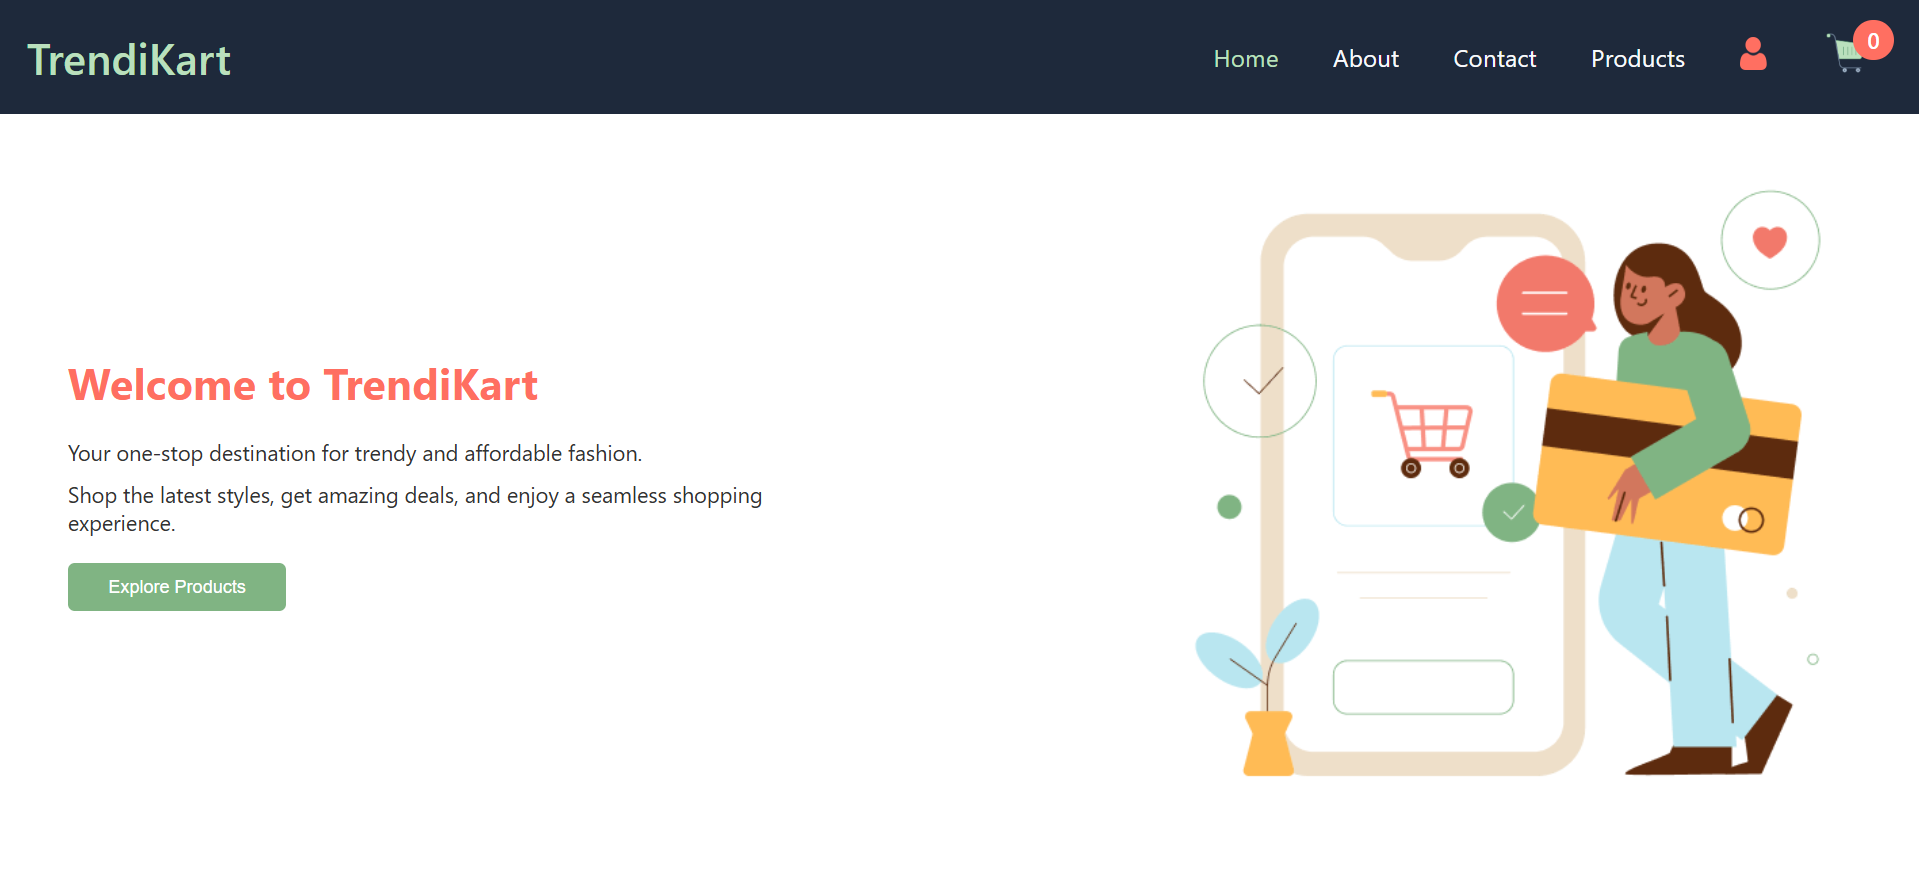 TrendiKart
Home
About
Contact
Products
0
Welcome to TrendiKart
Your one-stop destination for trendy and affordable fashion.
Shop the latest styles, get amazing deals, and enjoy a seamless shopping
experience.
Explore Products